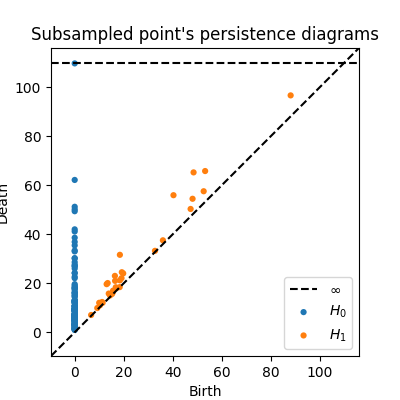 Subsampled point's persistence diagrams
100
80
60
40
20
0
Death
∞
H₀
H₁
0 20 40 60 80 100
Birth